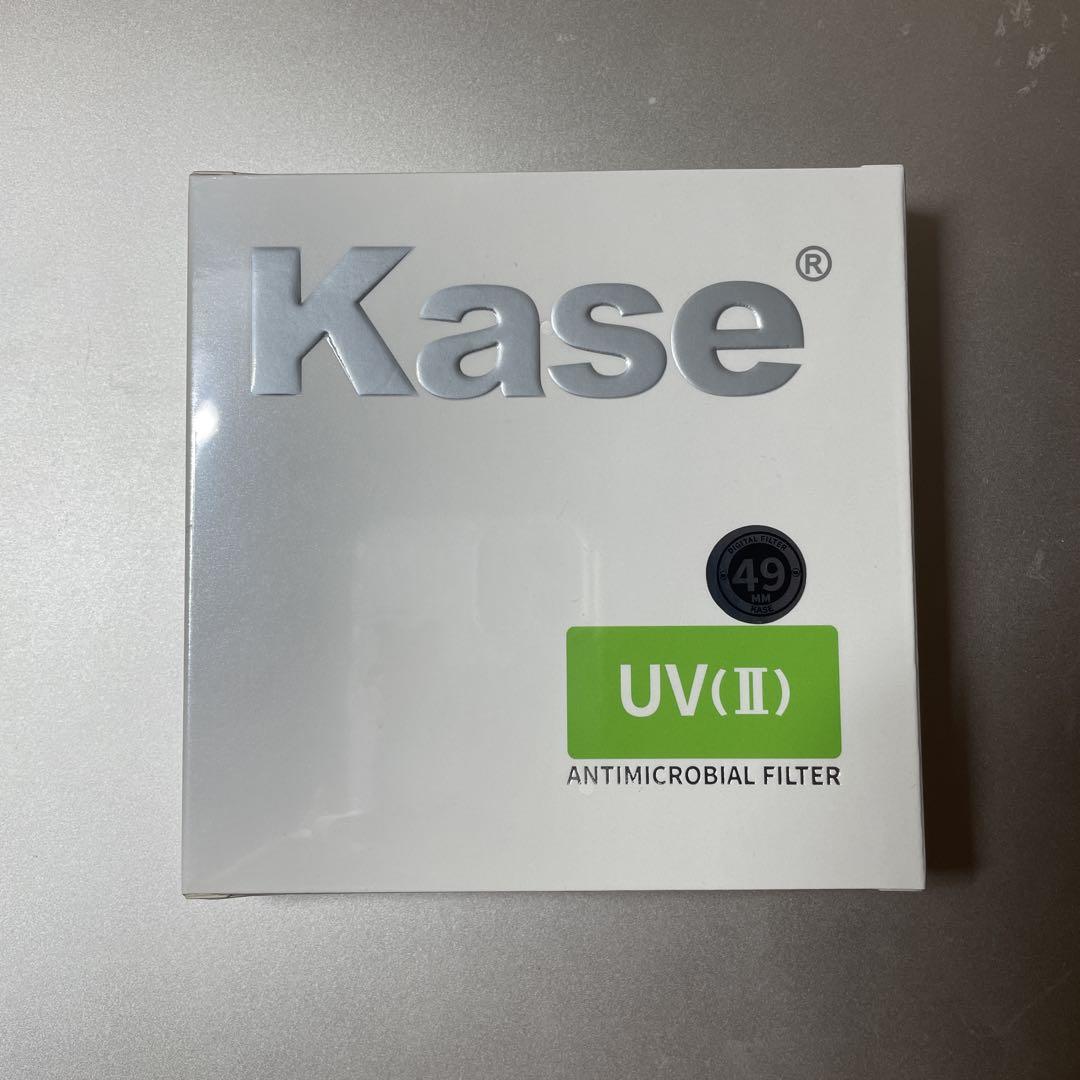 Kase®
DIGITAL FILTER
49
MM
KASE
UV(Ⅱ)
ANTIMICROBIAL FILTER